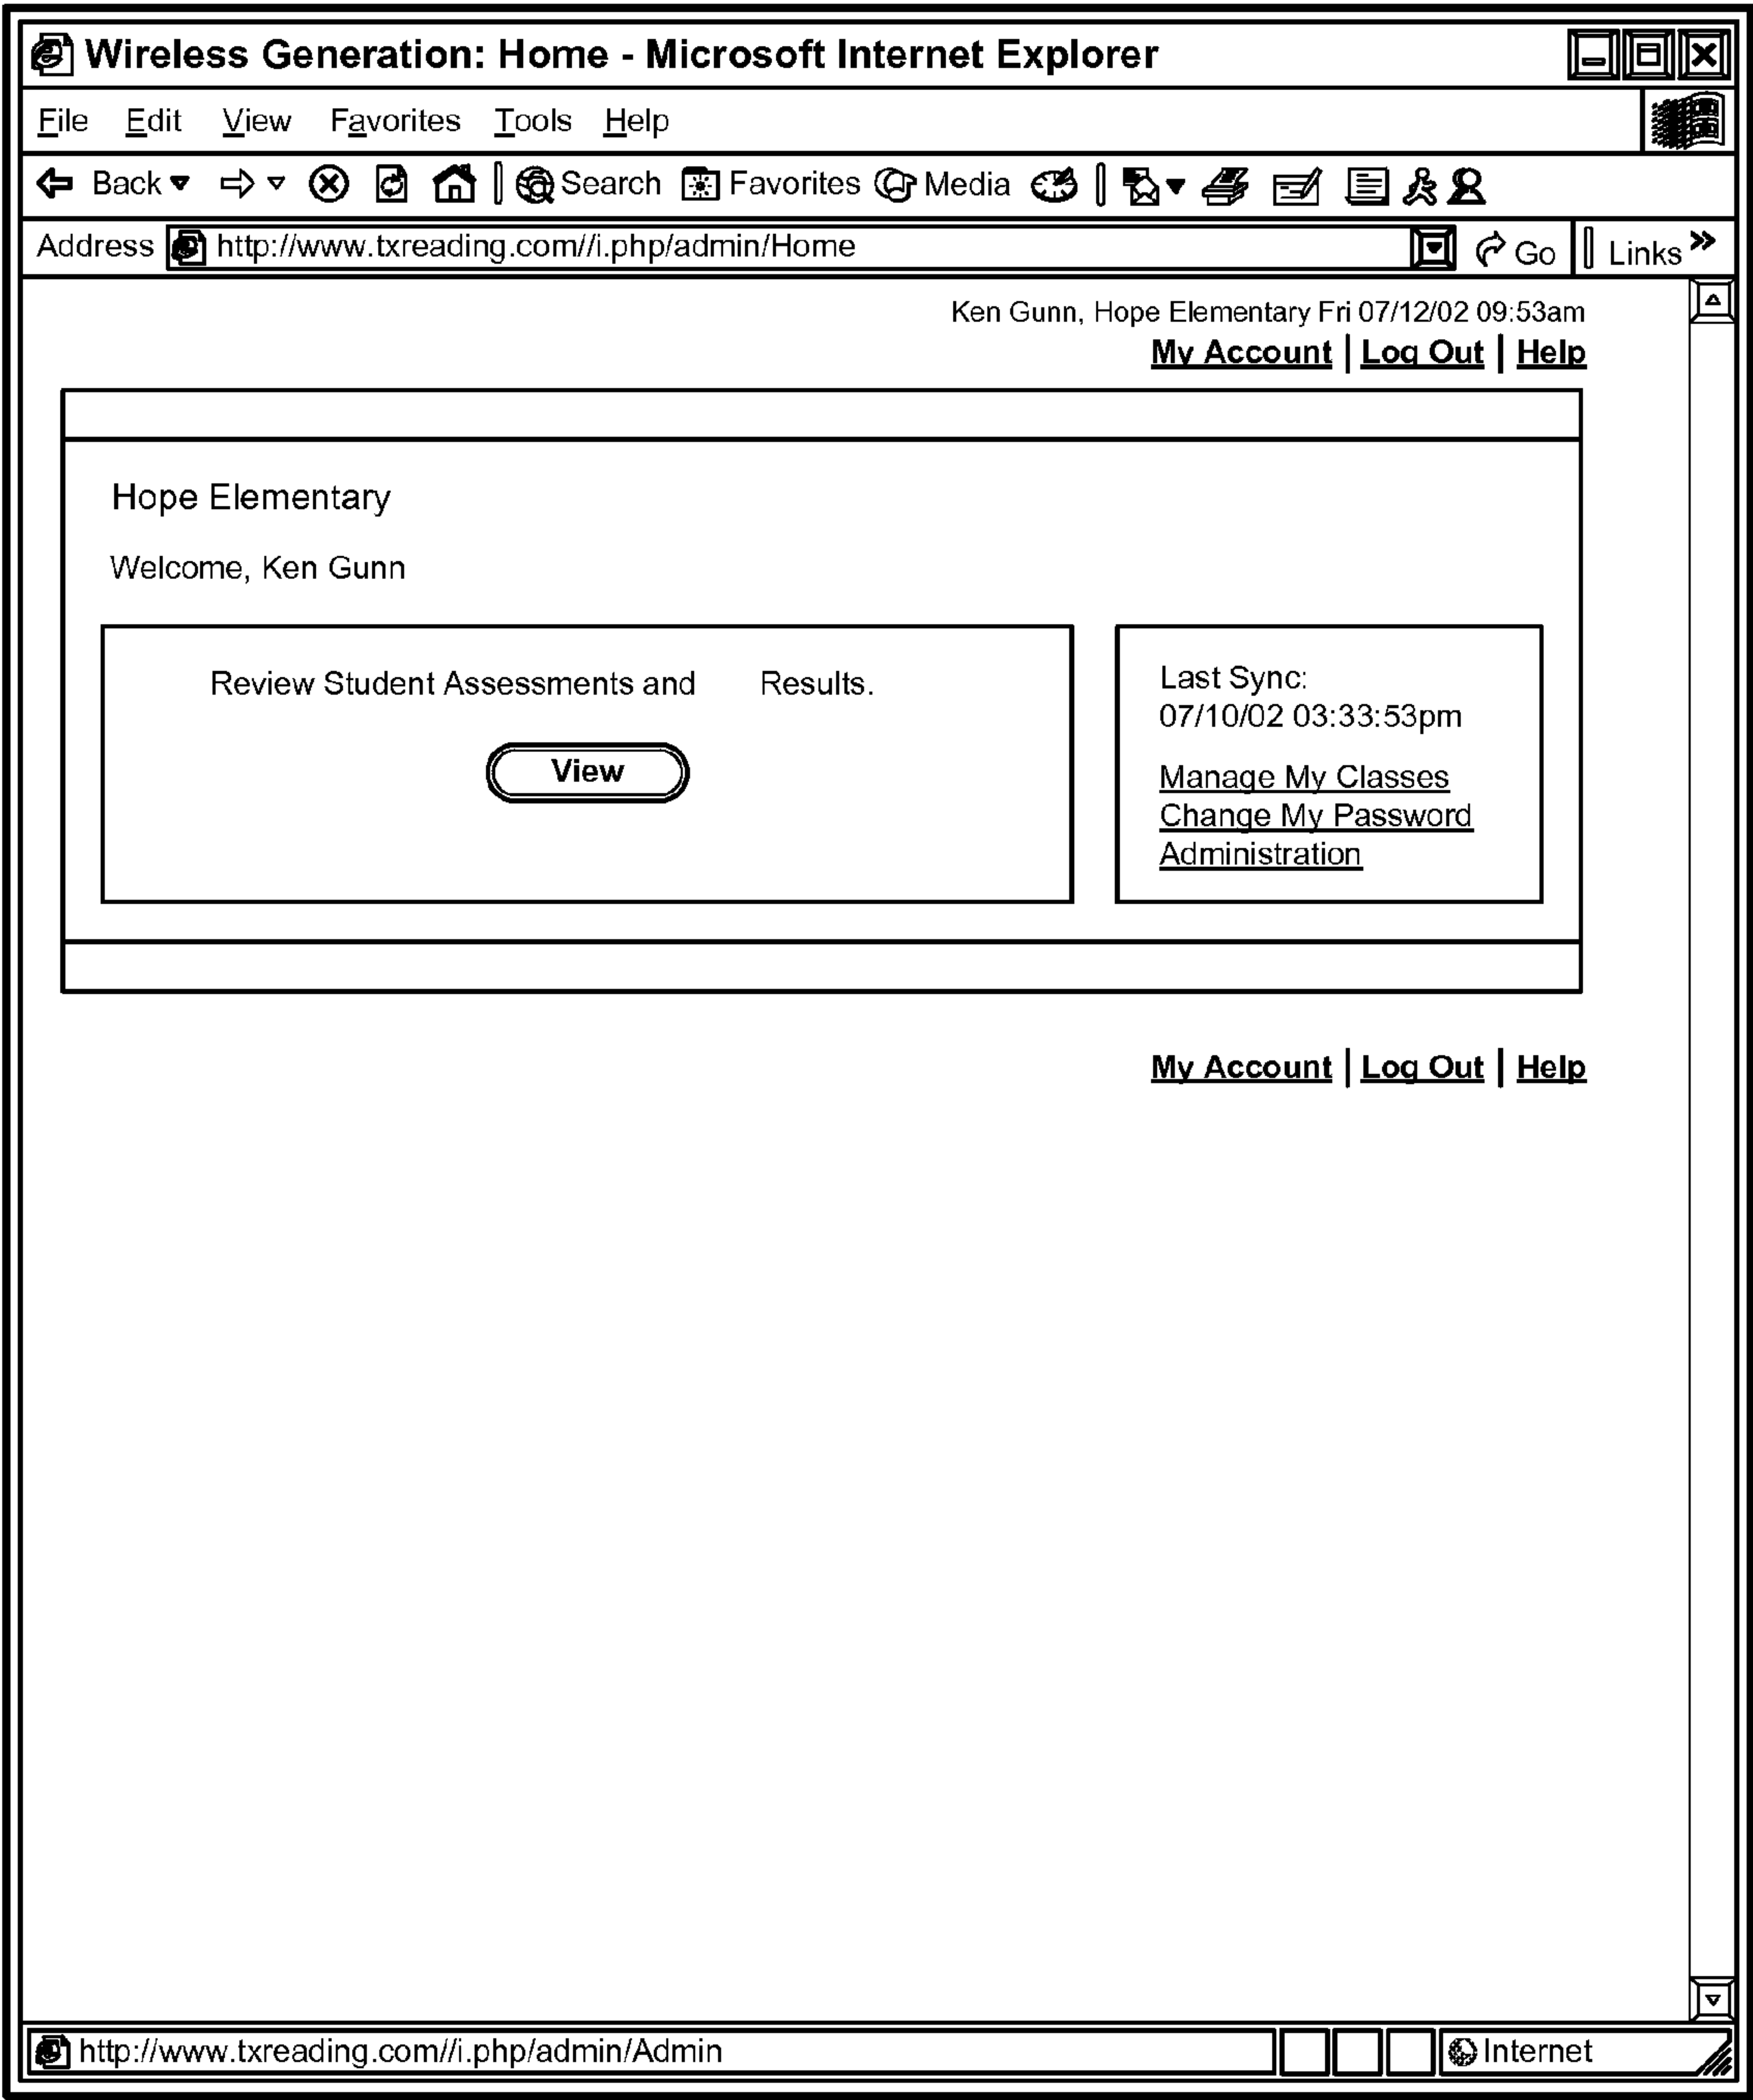 Wireless Generation: Home - Microsoft Internet Explorer
File Edit View Favorites Tools Help
Back Search Favorites Media
Address http://www.txreading.com//i.php/admin/Home Go Links »
Ken Gunn, Hope Elementary Fri 07/12/02 09:53am
My Account | Log Out | Help
Hope Elementary
Welcome, Ken Gunn
Review Student Assessments and Results.
View
Last Sync:
07/10/02 03:33:53pm
Manage My Classes
Change My Password
Administration
My Account | Log Out | Help
http://www.txreading.com//i.php/admin/Admin Internet